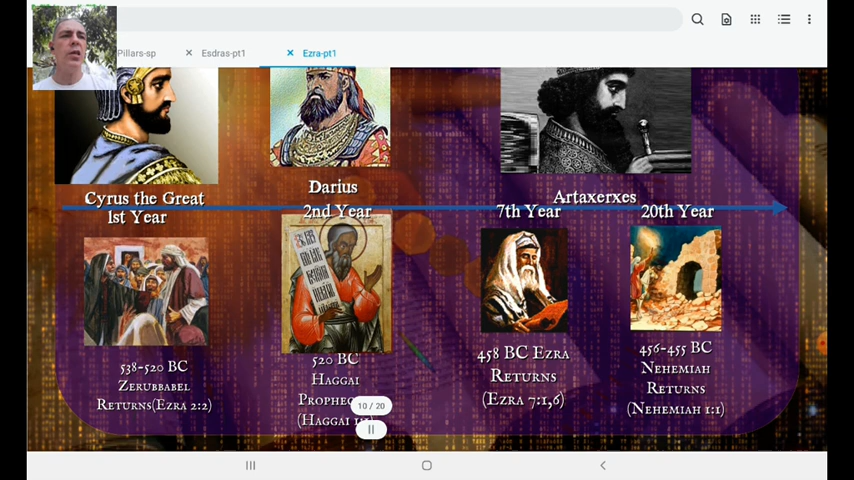 Pillars-sp
Esdras-pt1
Ezra-pt1
Cyrus the Great
1st Year
Darius
2nd Year
Artaxerxes
7th Year
20th Year
538-520 BC
Zerubbabel
Returns(Ezra 2:2)
520 BC
Haggai
(Haggai
458 BC Ezra
Returns
(Ezra 7:1,6)
456-455 BC
Nehemiah
Returns
(Nehemiah 1:1)
10 / 20